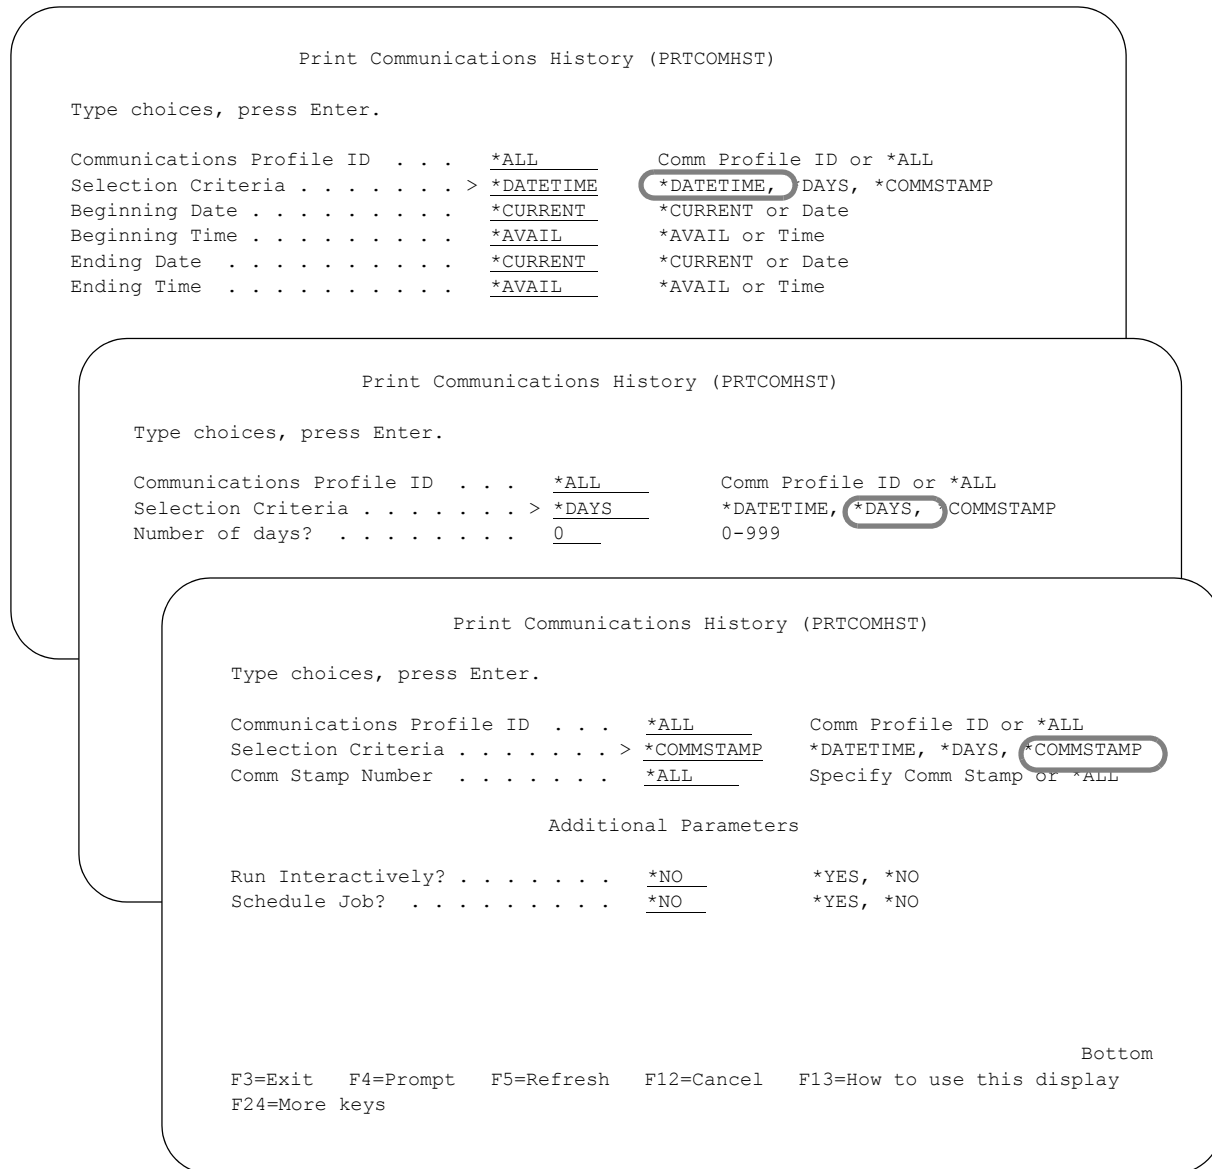 Print Communications History (PRTCOMHST)
Type choices, press Enter.
Communications Profile ID . . . *ALL Comm Profile ID or *ALL
Selection Criteria . . . . . . . > *DATETIME *DATETIME, *DAYS, *COMMSTAMP
Beginning Date . . . . . . . . . *CURRENT *CURRENT or Date
Beginning Time . . . . . . . . . *AVAIL *AVAIL or Time
Ending Date . . . . . . . . . . *CURRENT *CURRENT or Date
Ending Time . . . . . . . . . . *AVAIL *AVAIL or Time
Print Communications History (PRTCOMHST)
Type choices, press Enter.
Communications Profile ID . . . *ALL Comm Profile ID or *ALL
Selection Criteria . . . . . . . > *DAYS *DATETIME, *DAYS, *COMMSTAMP
Number of days? . . . . . . . . 0 0-999
Print Communications History (PRTCOMHST)
Type choices, press Enter.
Communications Profile ID . . . *ALL Comm Profile ID or *ALL
Selection Criteria . . . . . . . > *COMMSTAMP *DATETIME, *DAYS, *COMMSTAMP
Comm Stamp Number . . . . . . . *ALL Specify Comm Stamp or *ALL
Additional Parameters
Run Interactively? . . . . . . . *NO *YES, *NO
Schedule Job? . . . . . . . . . *NO *YES, *NO
Bottom
F3=Exit F4=Prompt F5=Refresh F12=Cancel F13=How to use this display
F24=More keys